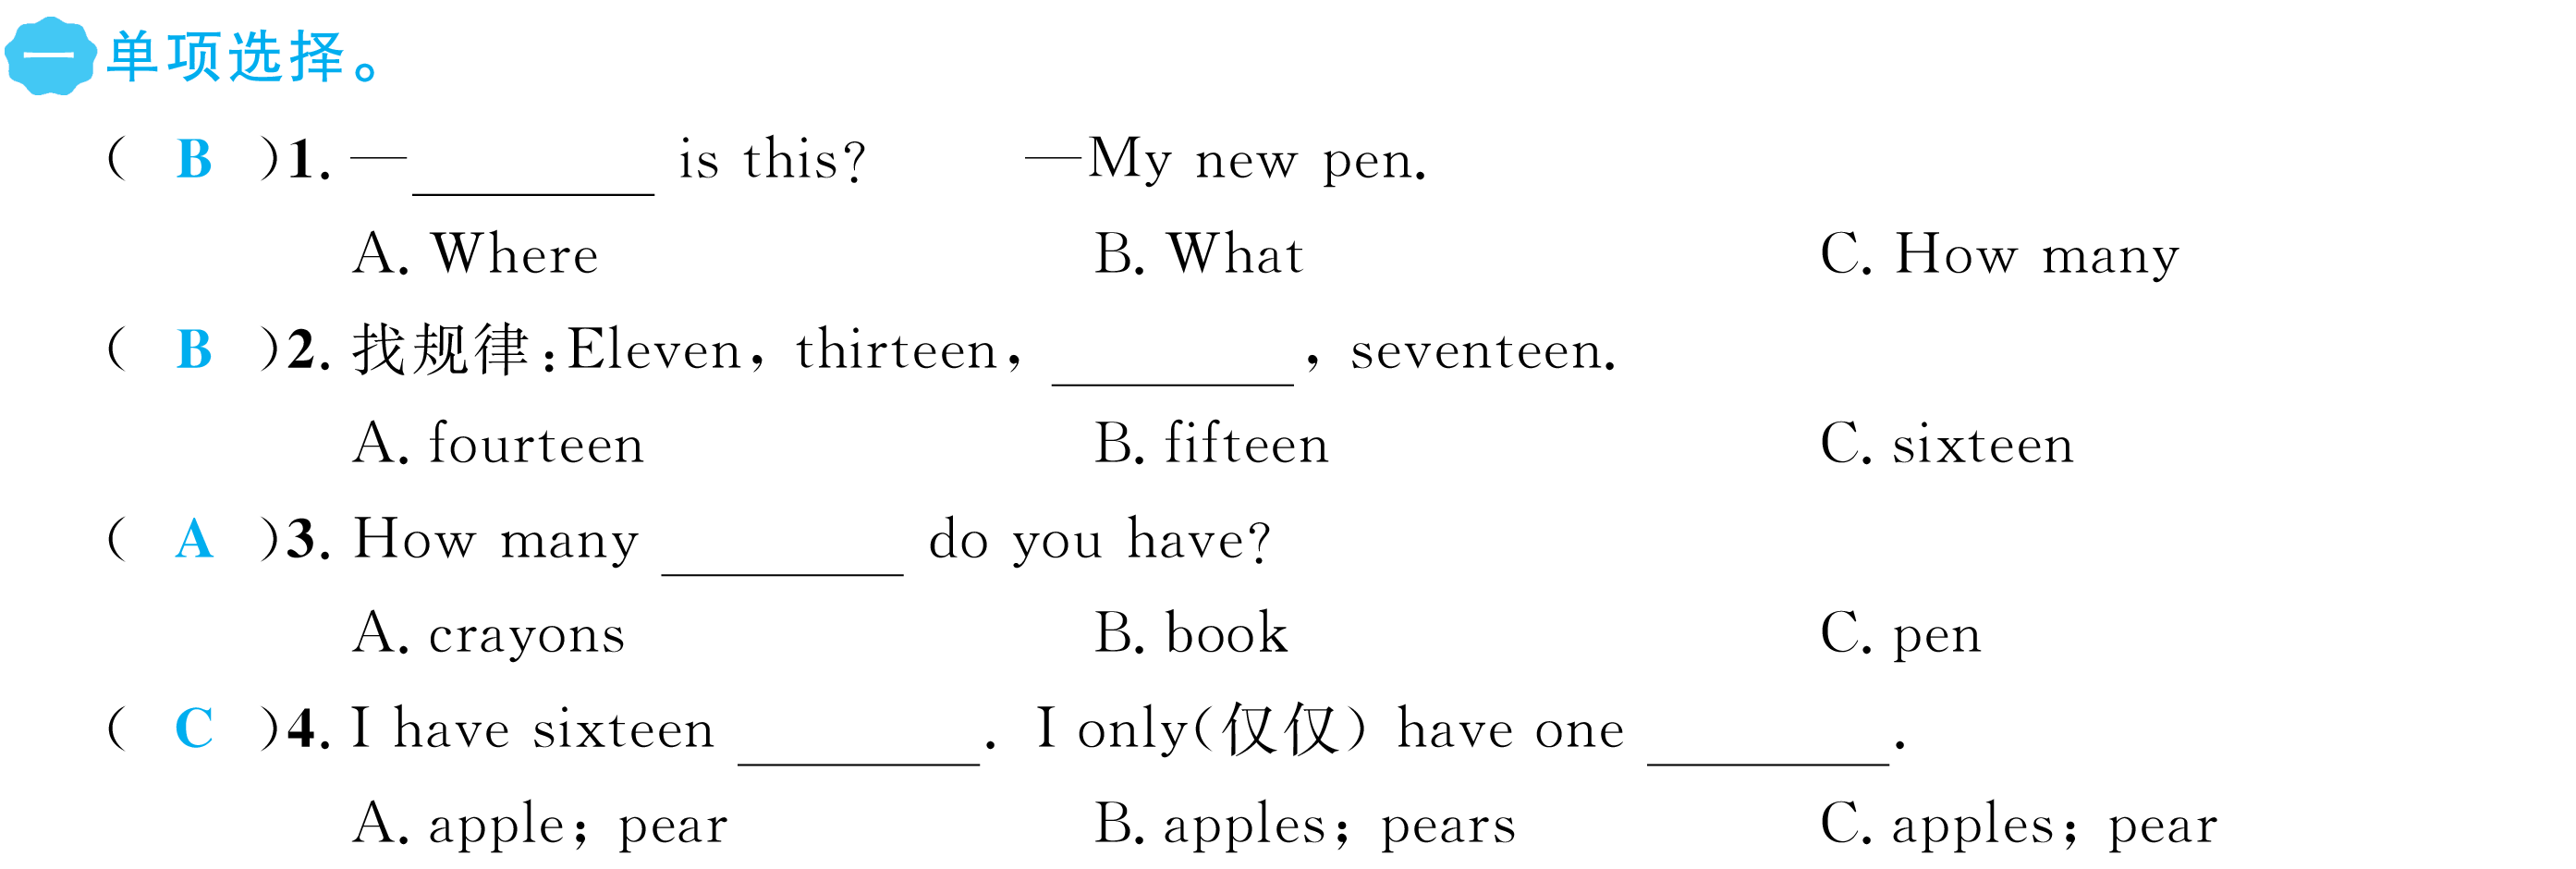 一 单项选择。
( B )1. —________ is this? —My new pen.
A. Where B. What C. How many
( B )2. 找规律:Eleven, thirteen, ________, seventeen.
A. fourteen B. fifteen C. sixteen
( A )3. How many ________ do you have?
A. crayons B. book C. pen
( C )4. I have sixteen ________. I only(仅仅) have one ________.
A. apple; pear B. apples; pears C. apples; pear